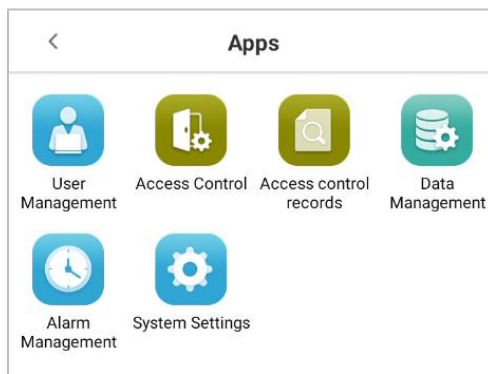 Apps
User
Management
Access Control
Access control
records
Data
Management
Alarm
Management
System Settings